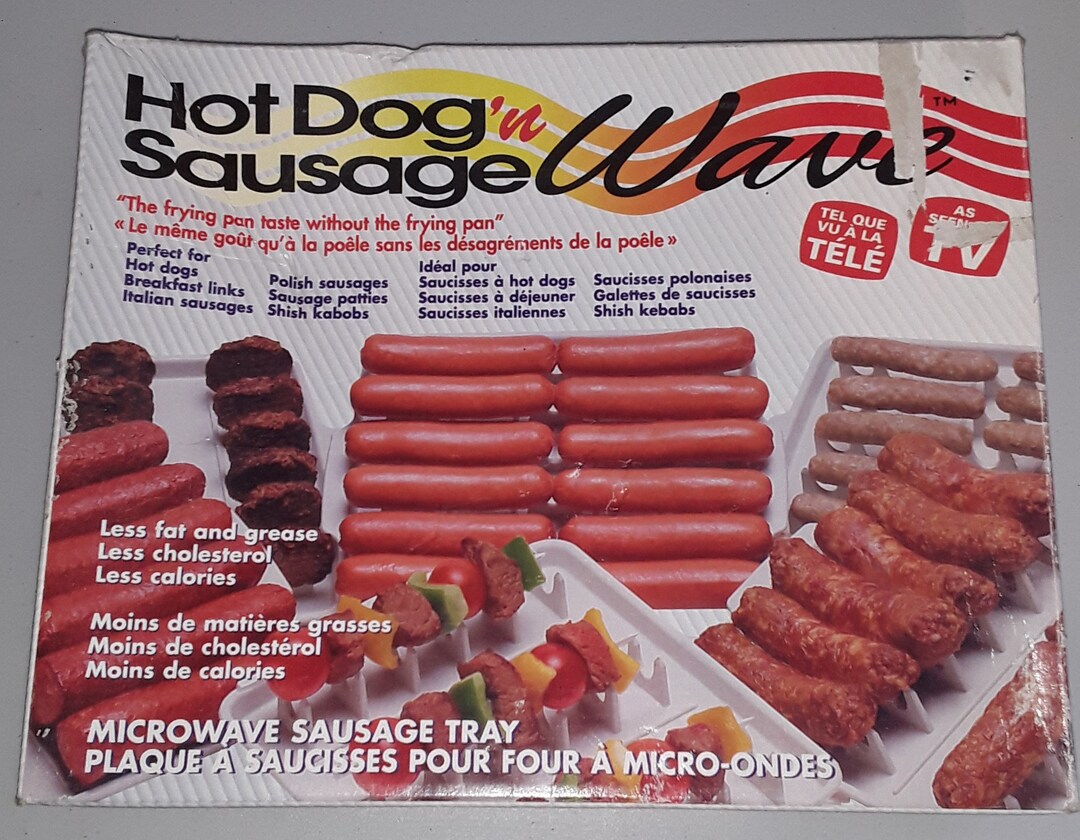 Hot Dog 'n
Sausage Wave ™
"The frying pan taste without the frying pan"
« Le même goût qu'à la poêle sans les désagréments de la poêle »
TEL QUE
VU À LA
TÉLÉ
AS
SEEN
TV
Perfect for
Hot dogs
Breakfast links
Italian sausages
Polish sausages
Sausage patties
Shish kabobs
Idéal pour
Saucisses à hot dogs
Saucisses à déjeuner
Saucisses italiennes
Saucisses polonaises
Galettes de saucisses
Shish kebabs
Less fat and grease
Less cholesterol
Less calories
Moins de matières grasses
Moins de cholestérol
Moins de calories
MICROWAVE SAUSAGE TRAY
PLAQUE À SAUCISSES POUR FOUR À MICRO-ONDES